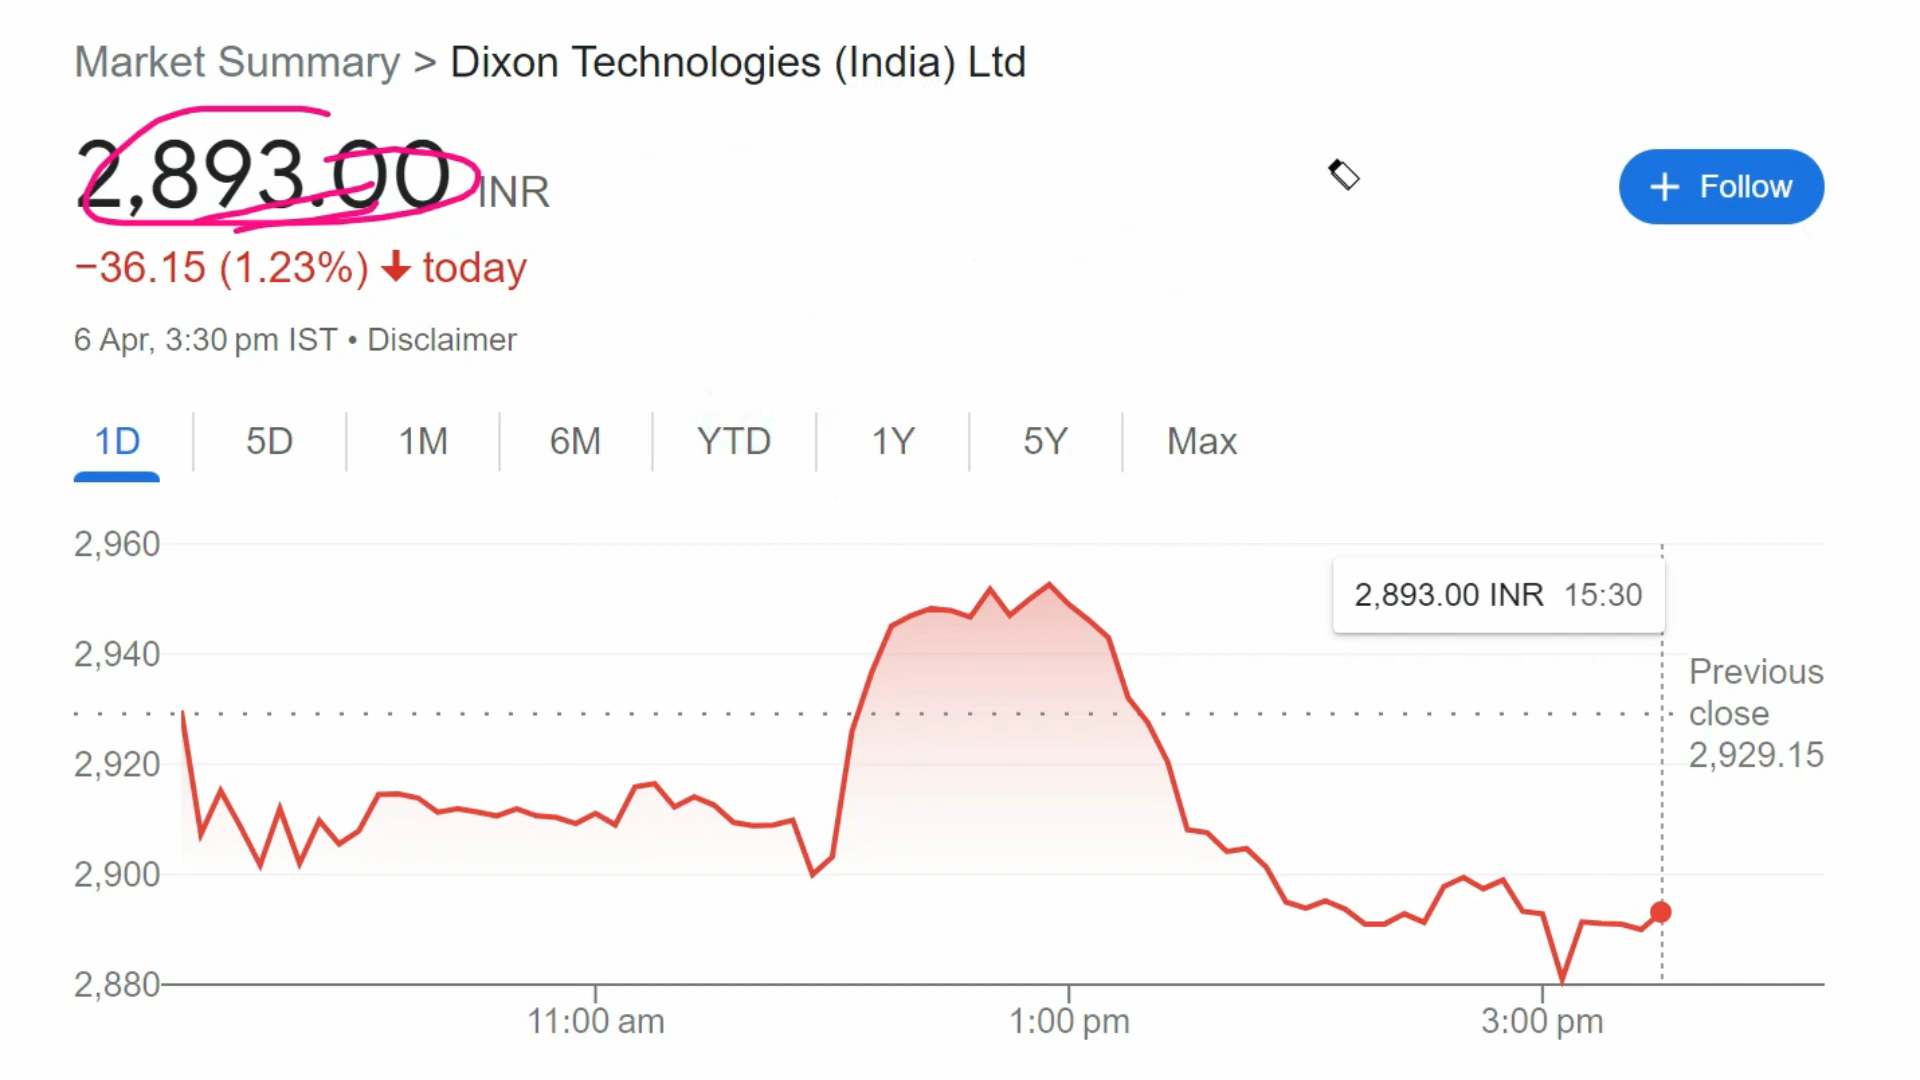 Market Summary > Dixon Technologies (India) Ltd
2,893.00 INR
+ Follow
−36.15 (1.23%) ↓ today
6 Apr, 3:30 pm IST • Disclaimer
1D 5D 1M 6M YTD 1Y 5Y Max
2,960
2,893.00 INR 15:30
2,940
Previous
close
2,929.15
2,920
2,900
2,880
11:00 am 1:00 pm 3:00 pm